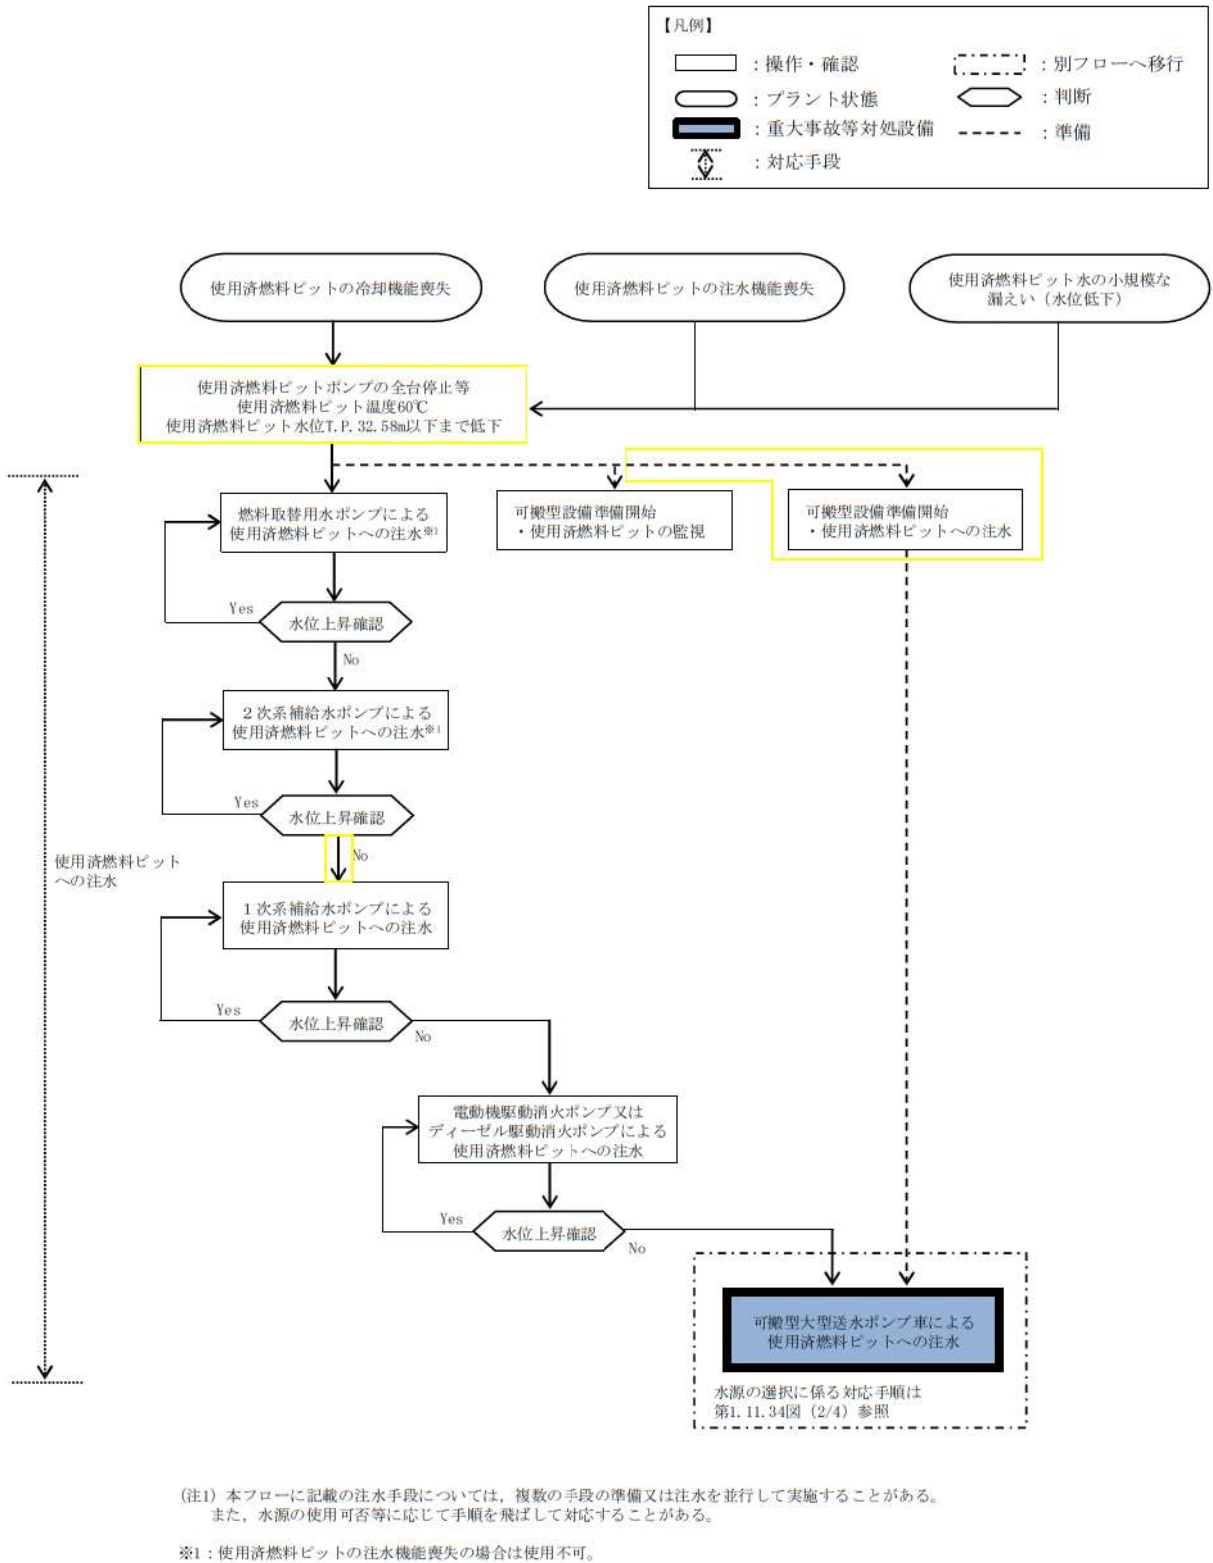 【凡例】
：操作・確認
：別フローへ移行
：プラント状態
：判断
：重大事故等対処設備
：準備
：対応手段
使用済燃料ピットの冷却機能喪失
使用済燃料ピットの注水機能喪失
使用済燃料ピット水の小規模な
漏えい（水位低下）
使用済燃料ピットポンプの全台停止等
使用済燃料ピット温度60℃
使用済燃料ピット水位T.P.32.58m以下まで低下
燃料取替用水ポンプによる
使用済燃料ピットへの注水※1
可搬型設備準備開始
・使用済燃料ピットの監視
可搬型設備準備開始
・使用済燃料ピットへの注水
Yes
水位上昇確認
No
2次系補給水ポンプによる
使用済燃料ピットへの注水※1
Yes
水位上昇確認
No
使用済燃料ピット
への注水
1次系補給水ポンプによる
使用済燃料ピットへの注水
Yes
水位上昇確認
No
電動機駆動消火ポンプ又は
ディーゼル駆動消火ポンプによる
使用済燃料ピットへの注水
Yes
水位上昇確認
No
可搬型大型送水ポンプ車による
使用済燃料ピットへの注水
水源の選択に係る対応手順は
第1.11.34図（2/4）参照
(注1）本フローに記載の注水手段については，複数の手段の準備又は注水を並行して実施することがある。
また，水源の使用可否等に応じて手順を飛ばして対応することがある。
※1：使用済燃料ピットの注水機能喪失の場合は使用不可。